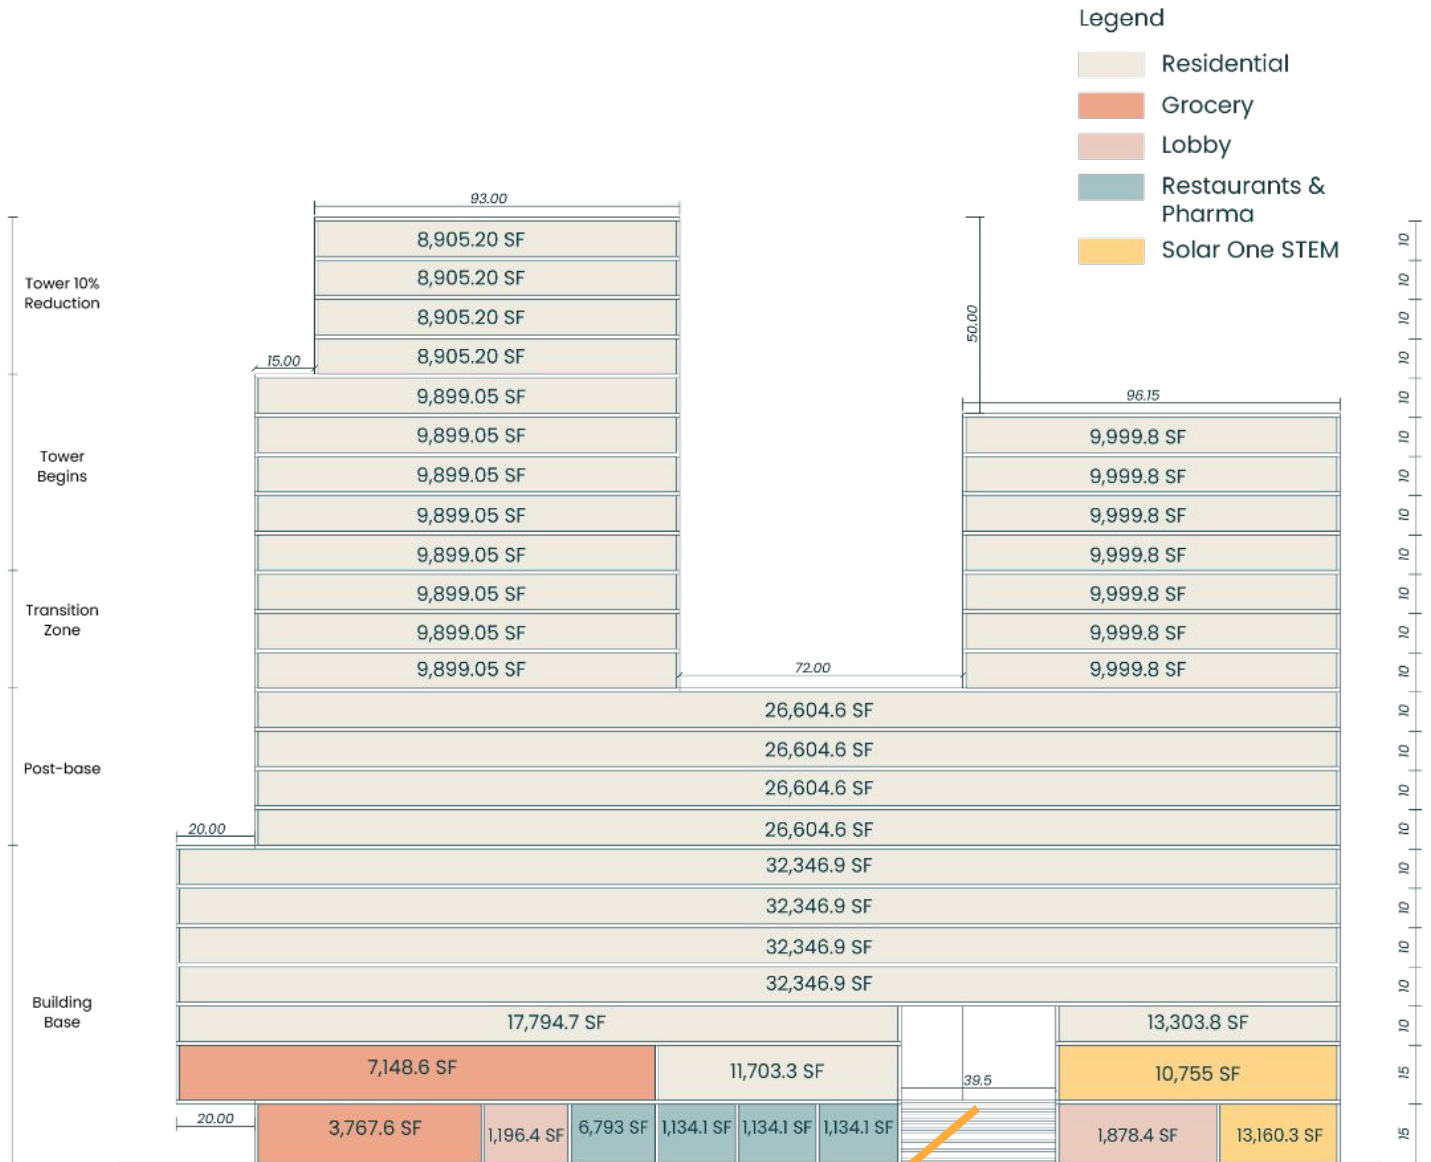 Legend
Residential
Grocery
Lobby
Restaurants &
Pharma
Solar One STEM
93.00
8,905.20 SF
10
Tower 10%
Reduction
8,905.20 SF
10
8,905.20 SF
50.00
10
15.00
8,905.20 SF
10
9,899.05 SF
96.15
10
Tower
Begins
9,899.05 SF
9,999.8 SF
10
9,899.05 SF
9,999.8 SF
10
9,899.05 SF
9,999.8 SF
10
9,899.05 SF
9,999.8 SF
10
Transition
Zone
9,899.05 SF
9,999.8 SF
10
9,899.05 SF
9,999.8 SF
10
9,899.05 SF
72.00
9,999.8 SF
10
26,604.6 SF
10
Post-base
26,604.6 SF
10
26,604.6 SF
10
20.00
26,604.6 SF
10
32,346.9 SF
10
32,346.9 SF
10
32,346.9 SF
10
32,346.9 SF
10
Building
Base
17,794.7 SF
13,303.8 SF
10
7,148.6 SF
11,703.3 SF
39.5
10,755 SF
15
20.00
3,767.6 SF
1,196.4 SF
6,793 SF
1,134.1 SF
1,134.1 SF
1,134.1 SF
1,878.4 SF
13,160.3 SF
15